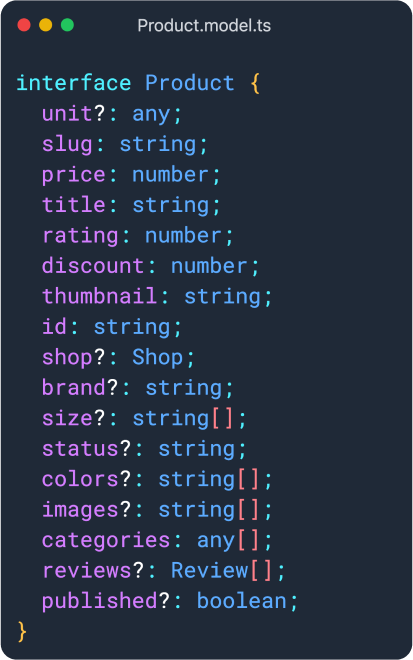 Product.model.ts
interface Product {
  unit?: any;
  slug: string;
  price: number;
  title: string;
  rating: number;
  discount: number;
  thumbnail: string;
  id: string;
  shop?: Shop;
  brand?: string;
  size?: string[];
  status?: string;
  colors?: string[];
  images?: string[];
  categories: any[];
  reviews?: Review[];
  published?: boolean;
}